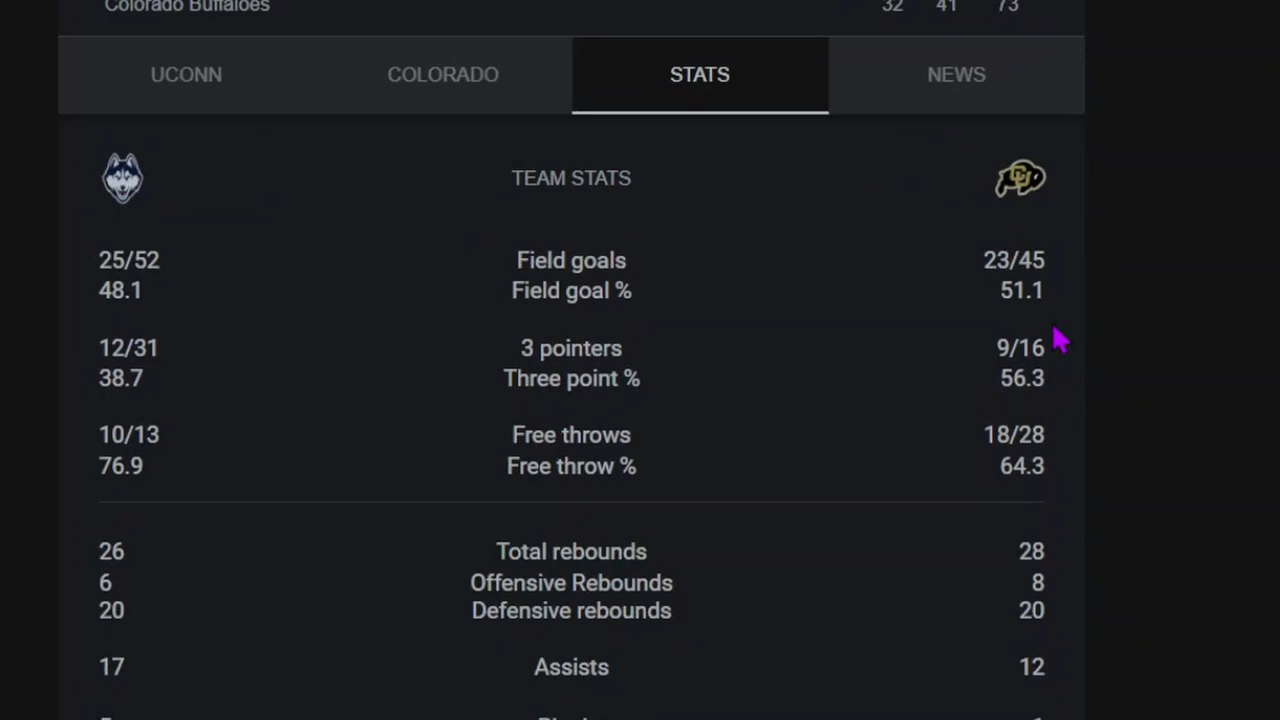 Colorado Buffaloes 32 41 73
UCONN COLORADO STATS NEWS
TEAM STATS
25/52 Field goals 23/45
48.1 Field goal % 51.1
12/31 3 pointers 9/16
38.7 Three point % 56.3
10/13 Free throws 18/28
76.9 Free throw % 64.3
26 Total rebounds 28
6 Offensive Rebounds 8
20 Defensive rebounds 20
17 Assists 12